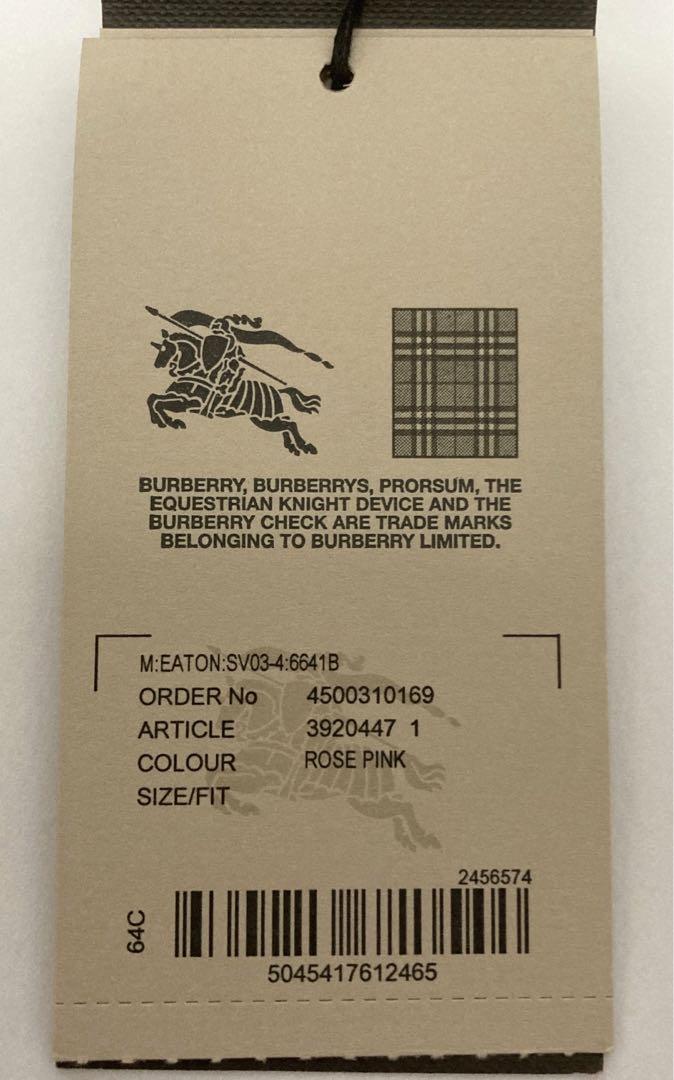 BURBERRY, BURBERRYS, PRORSUM, THE
EQUESTRIAN KNIGHT DEVICE AND THE
BURBERRY CHECK ARE TRADE MARKS
BELONGING TO BURBERRY LIMITED.
M:EATON:SV03-4:6641B
ORDER No 4500310169
ARTICLE 3920447 1
COLOUR ROSE PINK
SIZE/FIT
2456574
64C
5045417612465